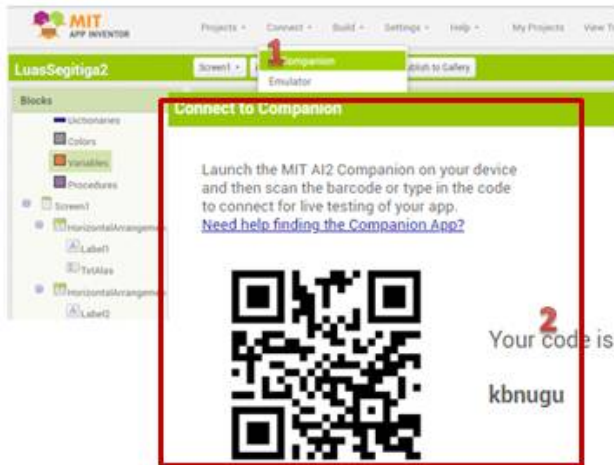 MIT
APP INVENTOR
Projects Connect Build Settings Help My Projects View
LuasSegitiga2
Screen1
1
Companion
Publish to Gallery
Emulator
Blocks
Dictionaries
Colors
Variables
Procedures
Screen1
HorizontalArrangemen
Label1
TxtAlas
HorizontalArrangemen
Label2
Connect to Companion
Launch the MIT AI2 Companion on your device
and then scan the barcode or type in the code
to connect for live testing of your app.
Need help finding the Companion App?
2
Your code is
kbnugu